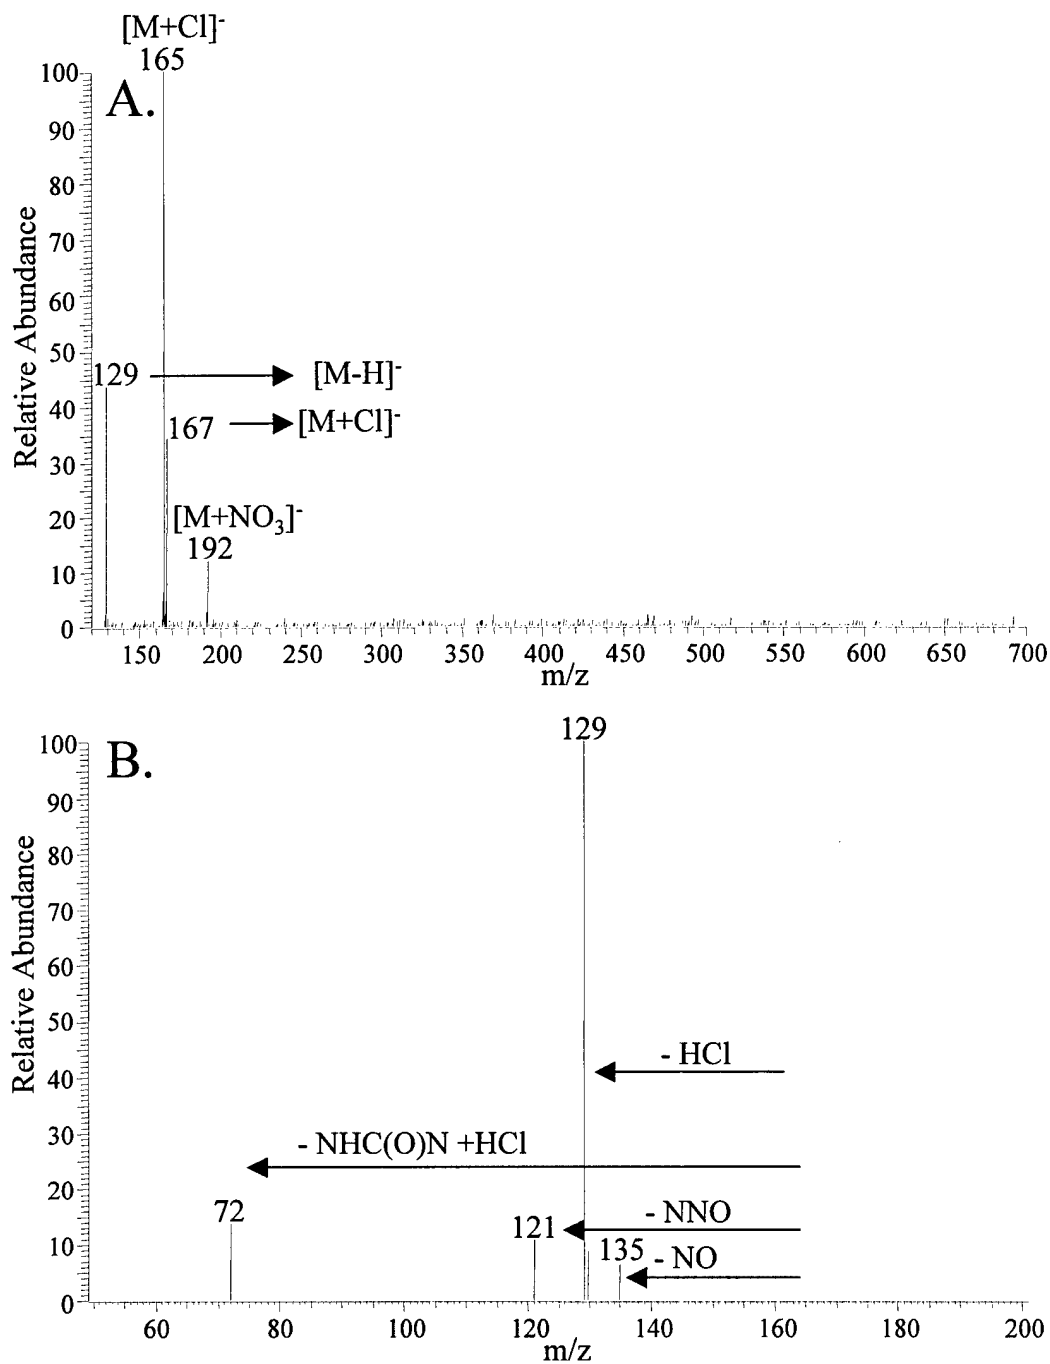 [M+Cl]-
165
100
A.
90
80
70
60
50
129
[M-H]-
40
167
[M+Cl]-
30
20
[M+NO3]-
192
10
0
Relative Abundance
150 200 250 300 350 400 450 500 550 600 650 700
m/z
129
100
B.
90
80
70
60
50
- HCl
40
30
- NHC(O)N +HCl
20
72
- NNO
121
10
135
- NO
0
Relative Abundance
60 80 100 120 140 160 180 200
m/z